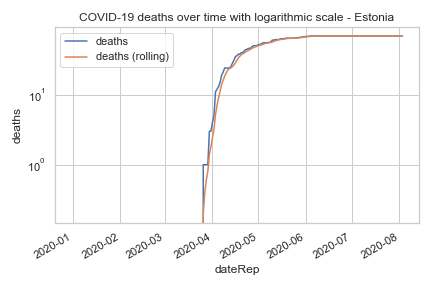 COVID-19 deaths over time with logarithmic scale - Estonia
deaths
deaths (rolling)
deaths
10¹
10⁰
2020-01
2020-02
2020-03
2020-04
2020-05
2020-06
2020-07
2020-08
dateRep